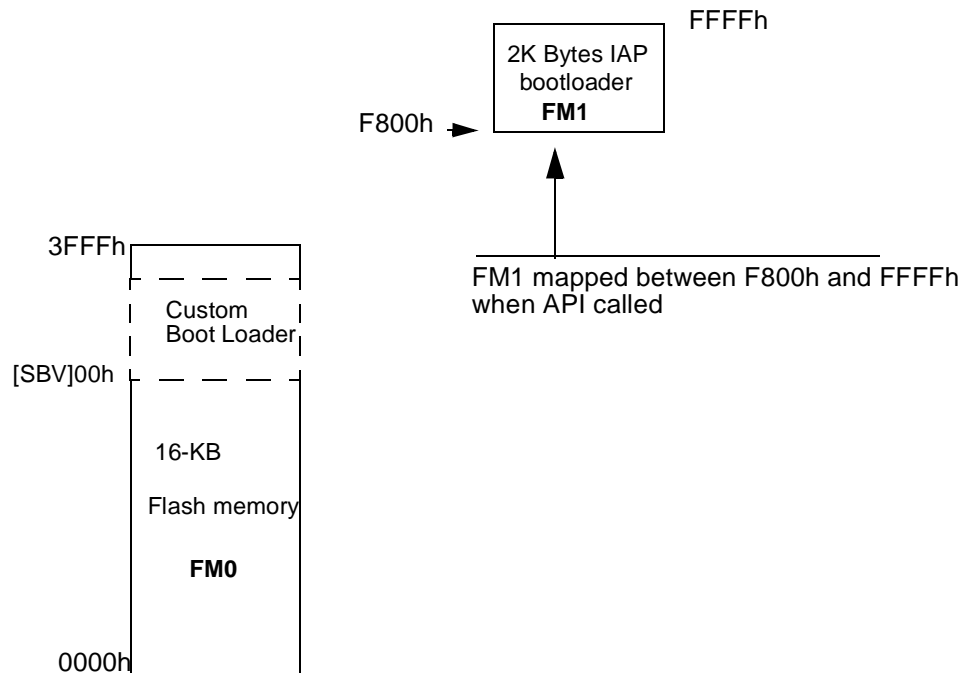 FFFFh
2K Bytes IAP
bootloader
FM1
F800h
3FFFh
FM1 mapped between F800h and FFFFh
when API called
Custom
Boot Loader
[SBV]00h
16-KB
Flash memory
FM0
0000h